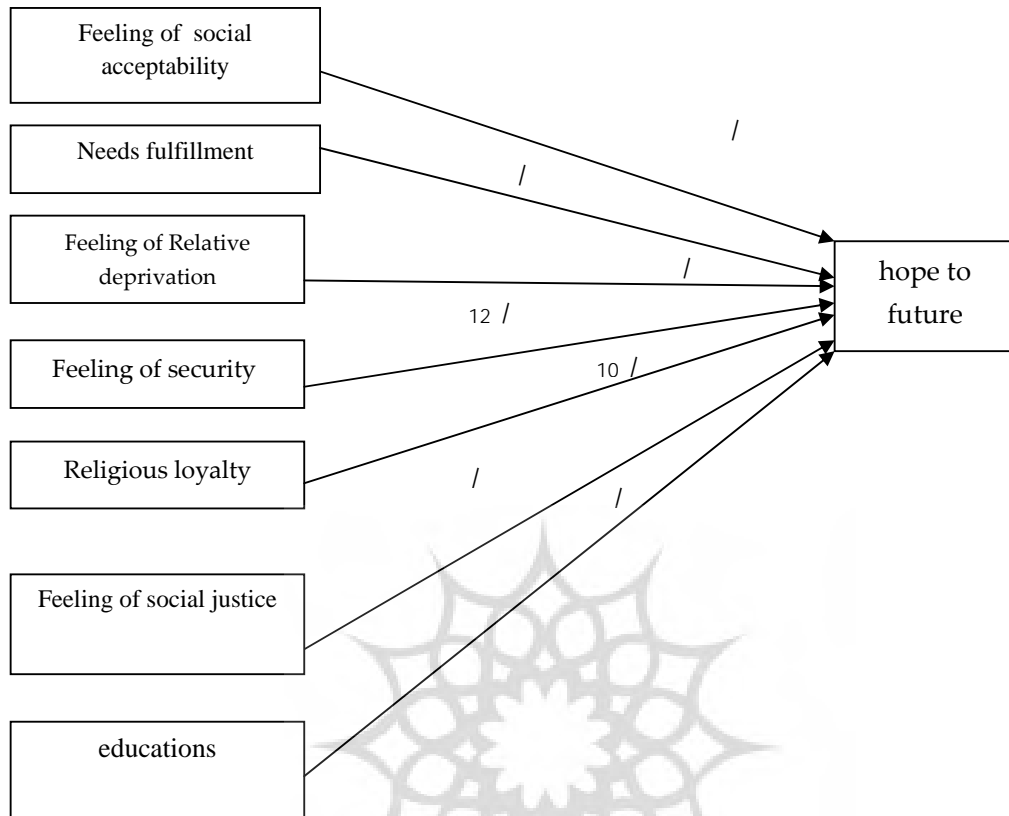 Feeling of social
acceptability
/
Needs fulfillment
/
Feeling of Relative
deprivation
/
hope to
future
12 /
Feeling of security
10 /
Religious loyalty
/
/
Feeling of social justice
educations